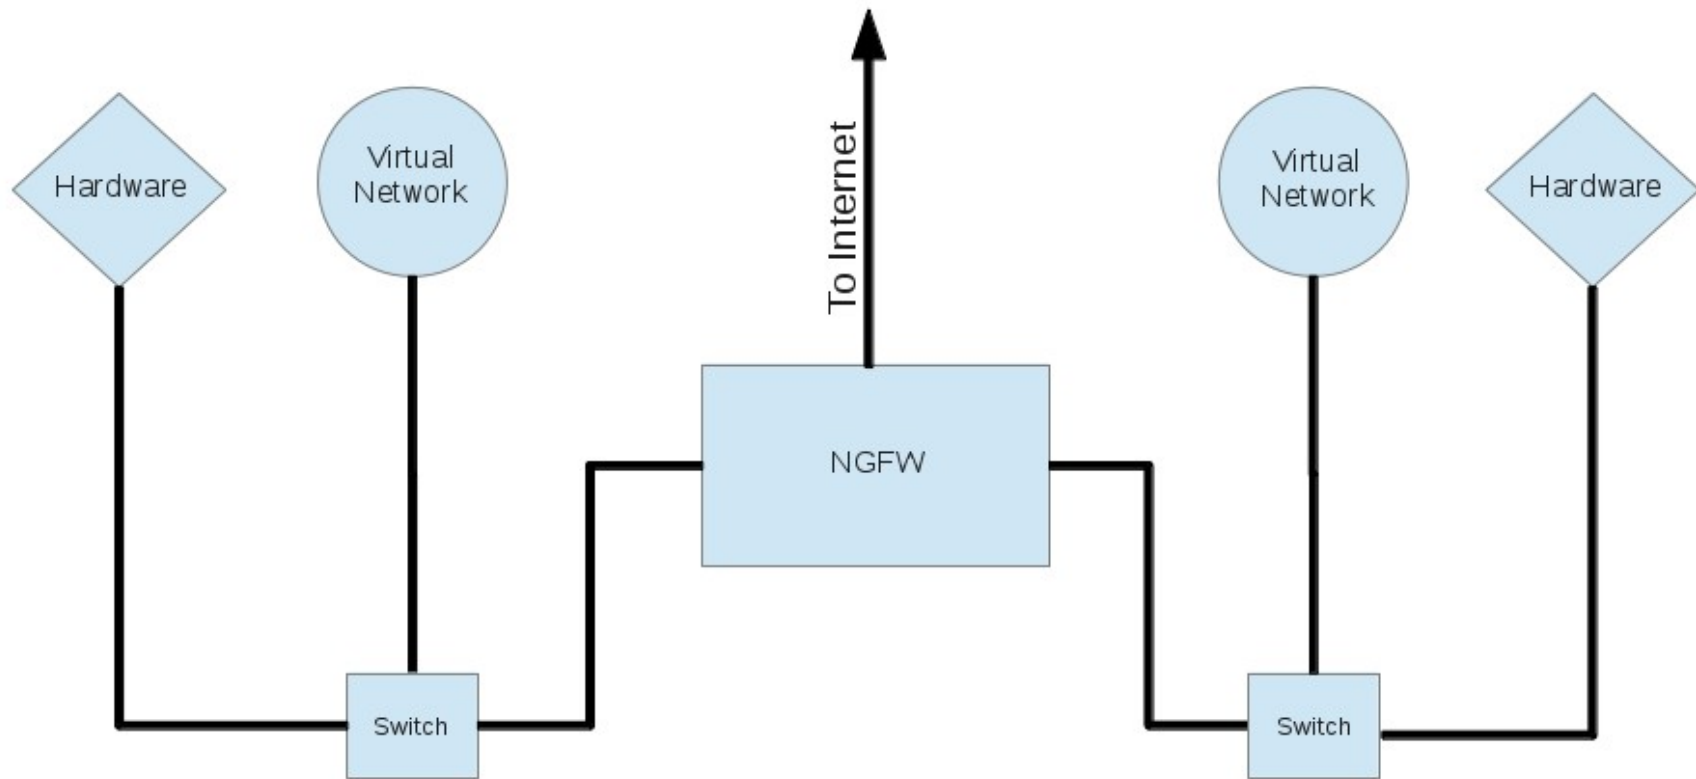 Hardware
Virtual
Network
To Internet
Virtual
Network
Hardware
NGFW
Switch
Switch